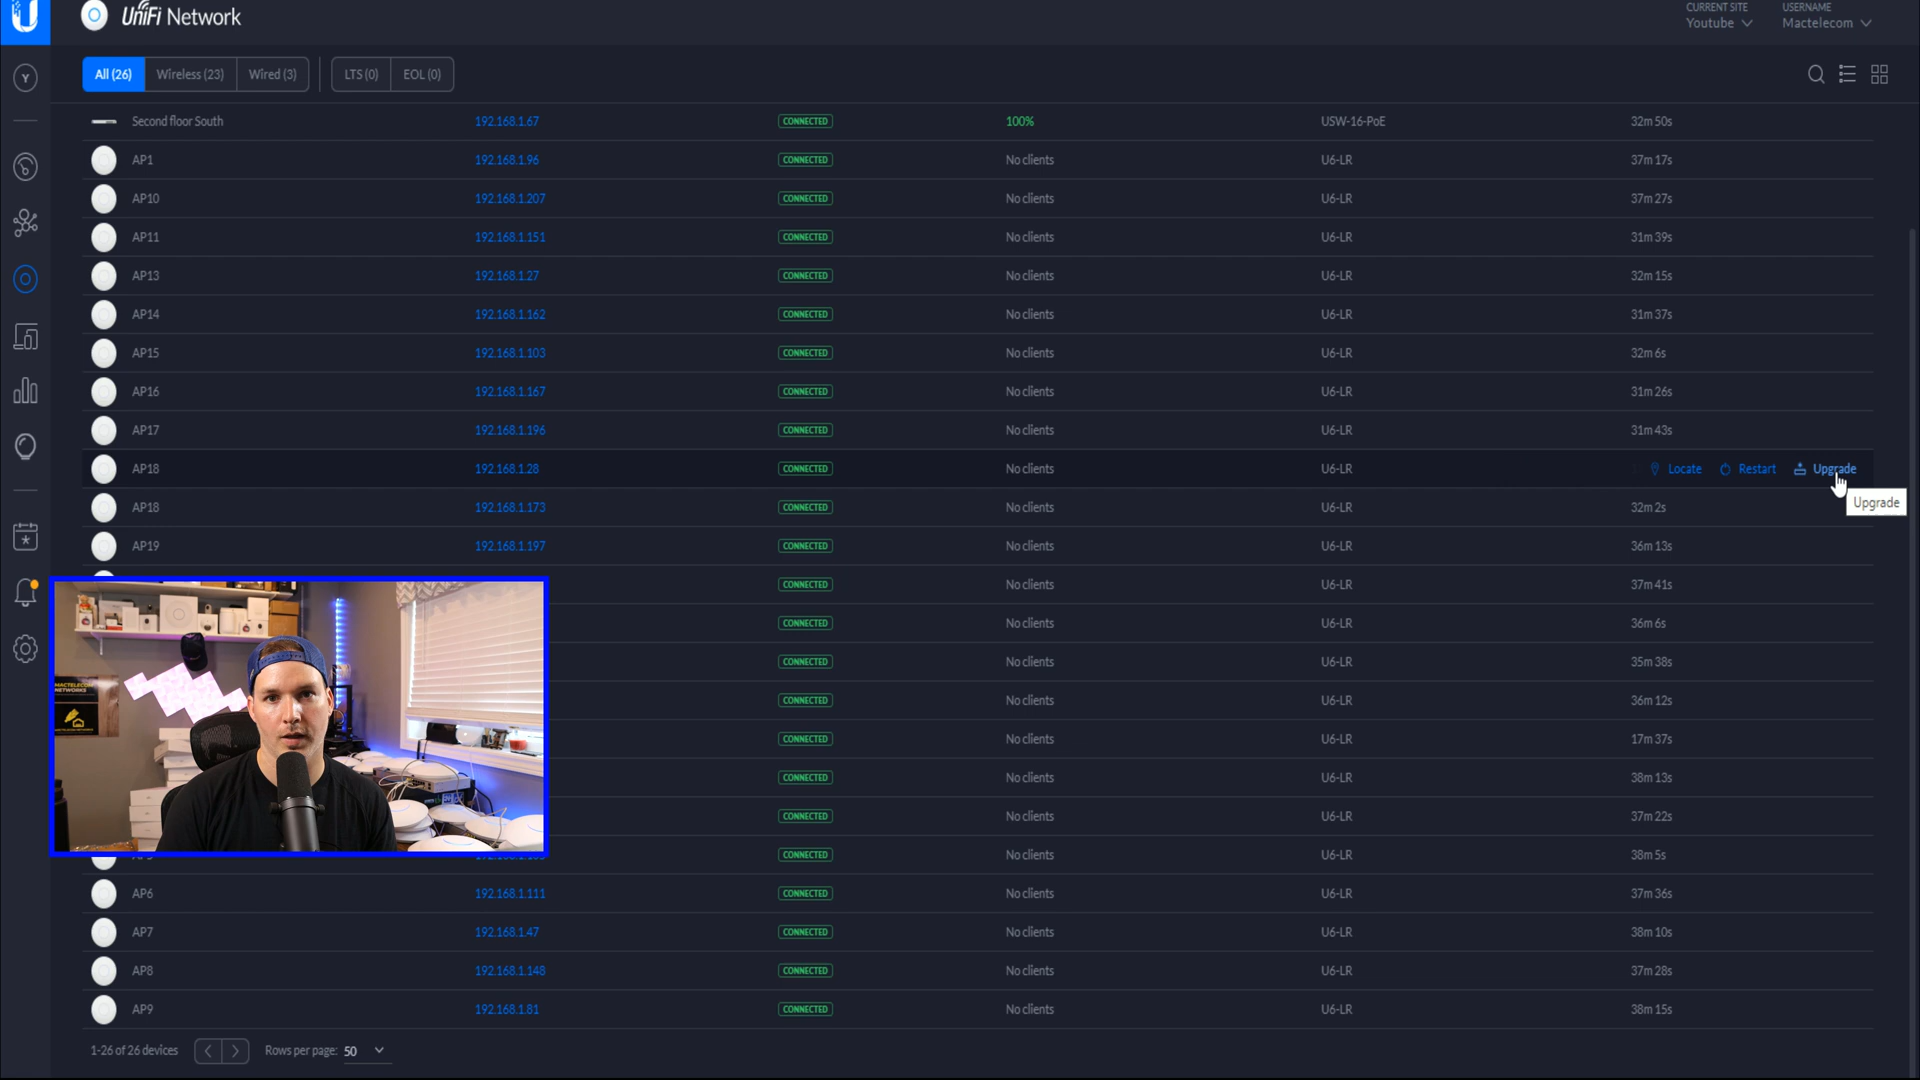 UniFi Network
CURRENT SITE
Youtube
USERNAME
Mactelecom
Y
All (26)
Wireless (23)
Wired (3)
LTS (0)
EOL (0)
Second floor South 192.168.1.67 CONNECTED 100% USW-16-PoE 32m 50s
AP1 192.168.1.96 CONNECTED No clients U6-LR 37m 17s
AP10 192.168.1.207 CONNECTED No clients U6-LR 37m 27s
AP11 192.168.1.151 CONNECTED No clients U6-LR 31m 39s
AP13 192.168.1.27 CONNECTED No clients U6-LR 32m 15s
AP14 192.168.1.162 CONNECTED No clients U6-LR 31m 37s
AP15 192.168.1.103 CONNECTED No clients U6-LR 32m 6s
AP16 192.168.1.167 CONNECTED No clients U6-LR 31m 26s
AP17 192.168.1.196 CONNECTED No clients U6-LR 31m 43s
AP18 192.168.1.28 CONNECTED No clients U6-LR Locate Restart Upgrade
Upgrade
AP18 192.168.1.173 CONNECTED No clients U6-LR 32m 2s
AP19 192.168.1.197 CONNECTED No clients U6-LR 36m 13s
CONNECTED No clients U6-LR 37m 41s
CONNECTED No clients U6-LR 36m 6s
CONNECTED No clients U6-LR 35m 38s
CONNECTED No clients U6-LR 36m 12s
CONNECTED No clients U6-LR 17m 37s
CONNECTED No clients U6-LR 38m 13s
CONNECTED No clients U6-LR 37m 22s
CONNECTED No clients U6-LR 38m 5s
AP6 192.168.1.111 CONNECTED No clients U6-LR 37m 36s
AP7 192.168.1.47 CONNECTED No clients U6-LR 38m 10s
AP8 192.168.1.148 CONNECTED No clients U6-LR 37m 28s
AP9 192.168.1.81 CONNECTED No clients U6-LR 38m 15s
1-26 of 26 devices
Rows per page: 50
MACTELECOM
NETWORKS